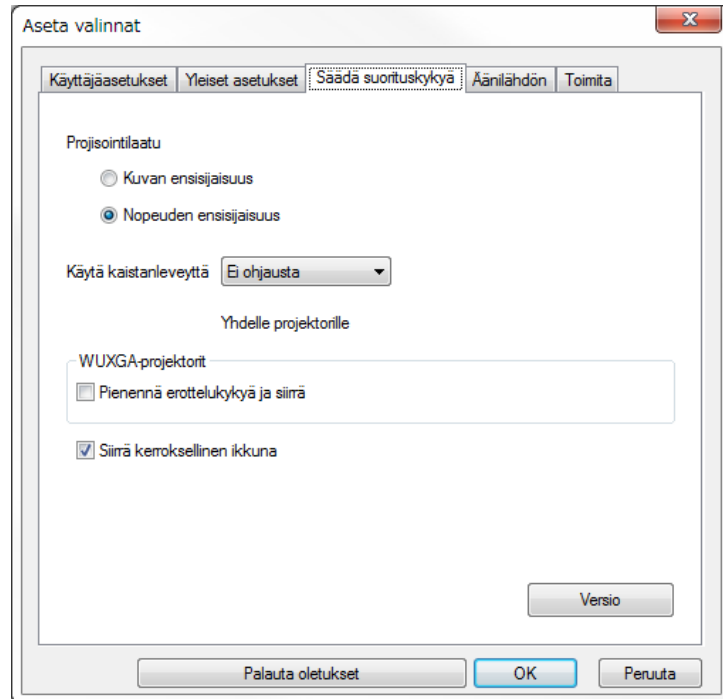 Aseta valinnat
Käyttäjäasetukset Yleiset asetukset Säädä suorituskykyä Äänilähdön Toimita
Projisointilaatu
Kuvan ensisijaisuus
Nopeuden ensisijaisuus
Käytä kaistanleveyttä Ei ohjausta
Yhdelle projektorille
WUXGA-projektorit
Pienennä erottelukykyä ja siirrä
Siirrä kerroksellinen ikkuna
Versio
Palauta oletukset OK Peruuta